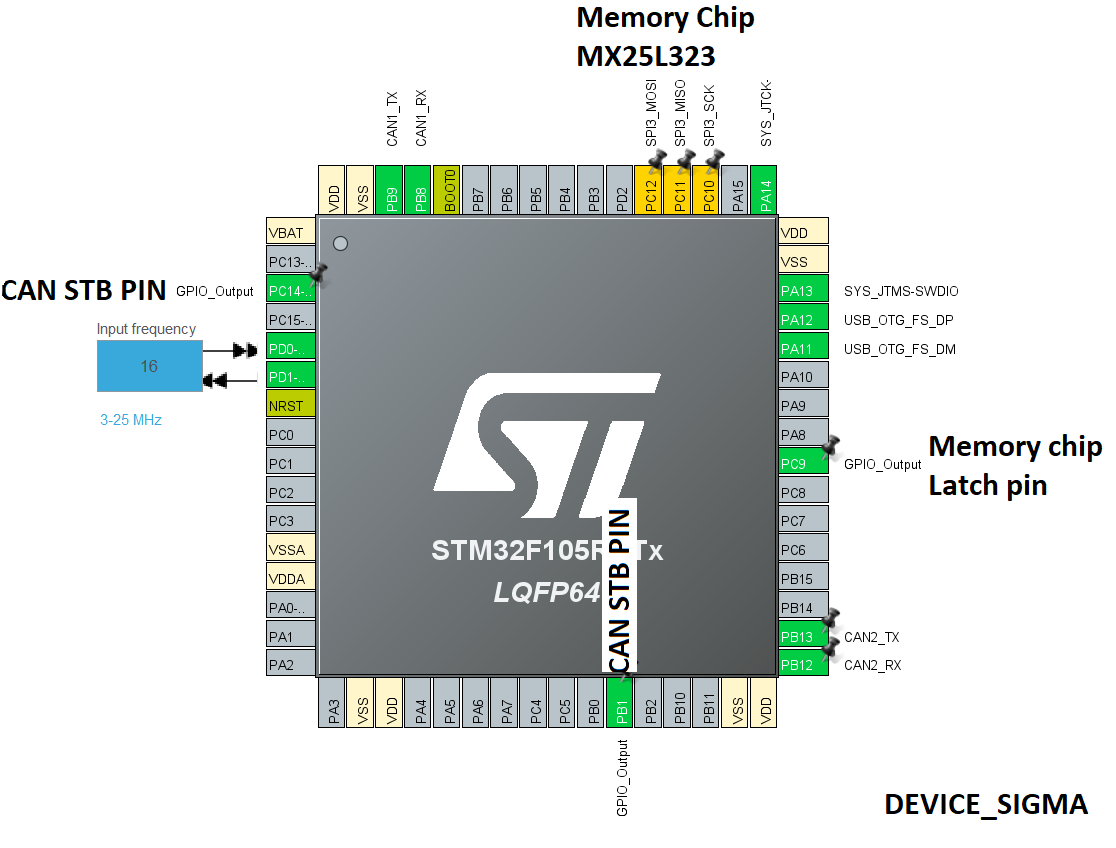 Memory Chip
MX25L323
CAN1_TX
CAN1_RX
SPI3_MOSI
SPI3_MISO
SPI3_SCK
SYS_JTCK-
VDD
VSS
PB9
PB8
BOOT0
PB7
PB6
PB5
PB4
PB3
PD2
PC12
PC11
PC10
PA15
PA14
VBAT
PC13-..
CAN STB PIN GPIO_Output PC14-..
PC15-..
Input frequency
16
3-25 MHz
PD0-..
PD1-..
NRST
PC0
PC1
PC2
PC3
VSSA
VDDA
PA0-..
PA1
PA2
VDD
VSS
PA13 SYS_JTMS-SWDIO
PA12 USB_OTG_FS_DP
PA11 USB_OTG_FS_DM
PA10
PA9
PA8
PC9 GPIO_Output
Memory chip
Latch pin
PC8
PC7
PC6
PB15
PB14
PB13 CAN2_TX
PB12 CAN2_RX
ST
STM32F105R Tx
LQFP64
CAN STB PIN
PA3
VSS
VDD
PA4
PA5
PA6
PA7
PC4
PC5
PB0
PB1
PB2
PB10
PB11
VSS
VDD
GPIO_Output
DEVICE_SIGMA